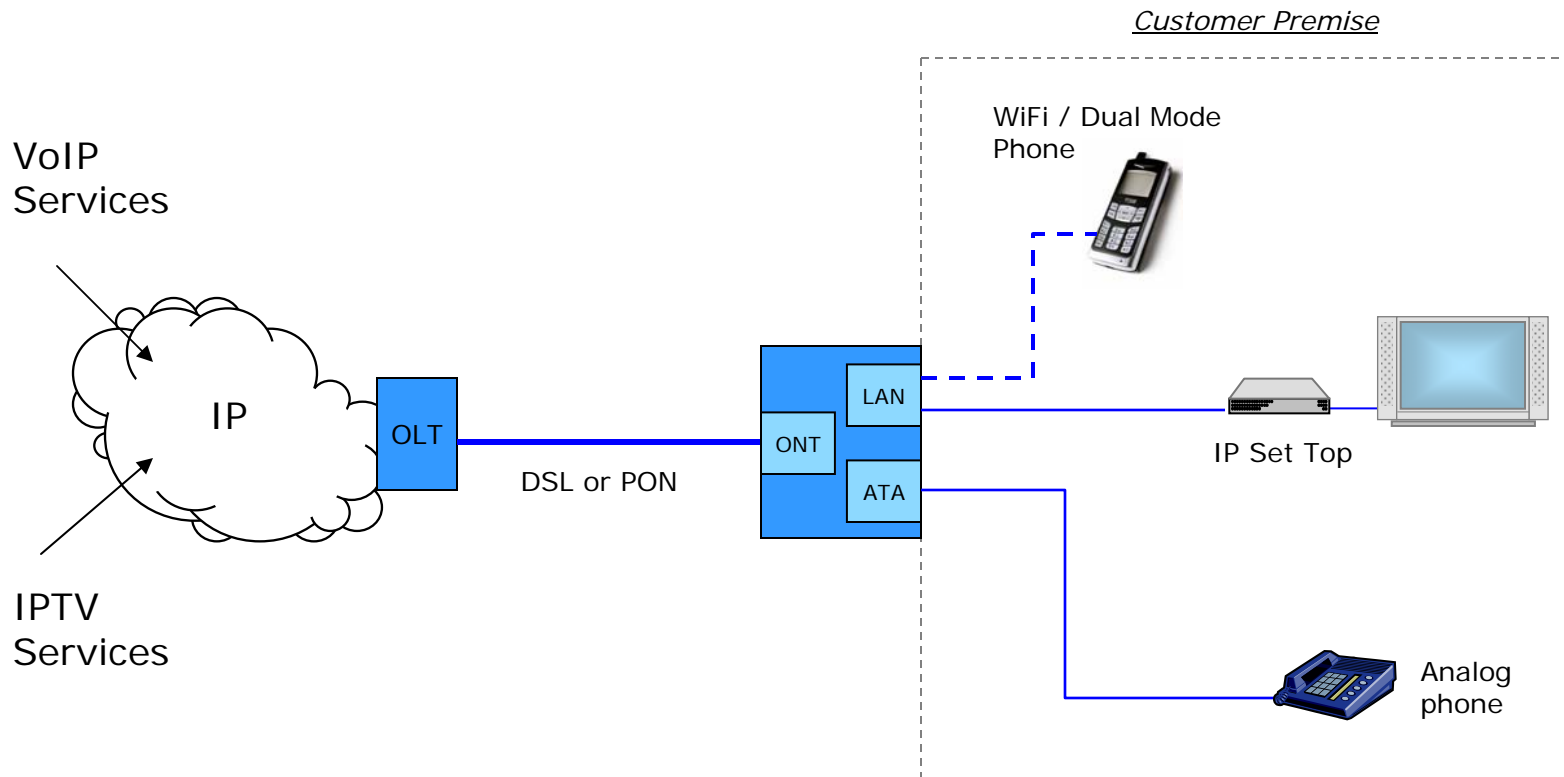 Customer Premise
WiFi / Dual Mode
Phone
VoIP
Services
IP
OLT
DSL or PON
ONT
LAN
ATA
IP Set Top
IPTV
Services
Analog
phone